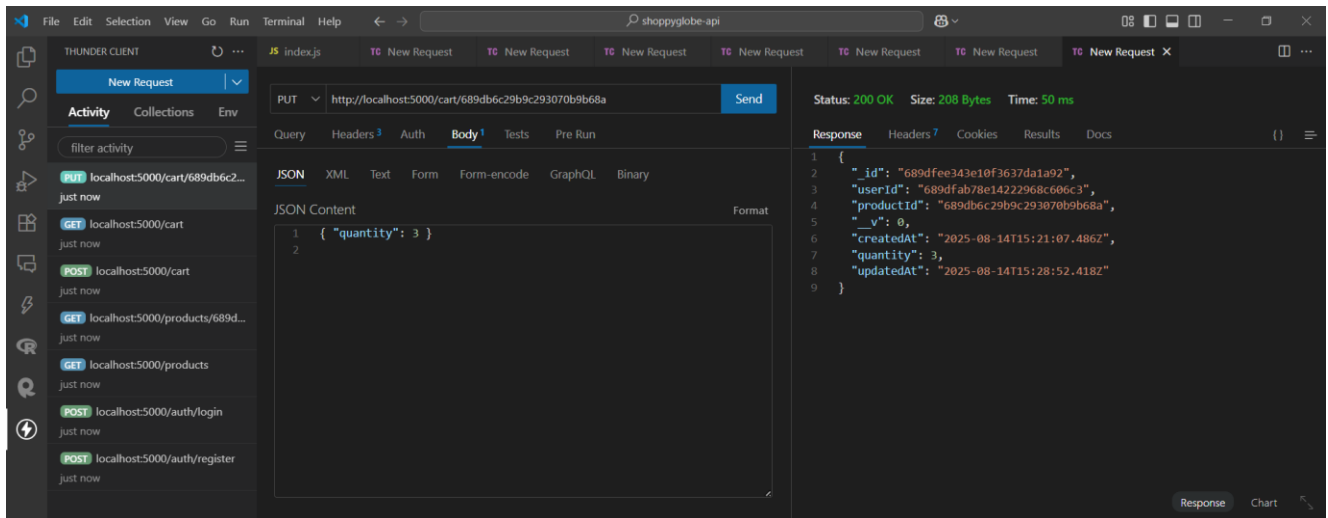 File Edit Selection View Go Run Terminal Help
shoppyglobe-api
THUNDER CLIENT
New Request
Activity Collections Env
filter activity
PUT localhost:5000/cart/689db6c2...
just now
GET localhost:5000/cart
just now
POST localhost:5000/cart
just now
GET localhost:5000/products/689d...
just now
GET localhost:5000/products
just now
POST localhost:5000/auth/login
just now
POST localhost:5000/auth/register
just now
JS index.js TC New Request TC New Request TC New Request TC New Request TC New Request TC New Request TC New Request
PUT http://localhost:5000/cart/689db6c29b9c293070b9b68a Send
Query Headers 3 Auth Body 1 Tests Pre Run
JSON XML Text Form Form-encode GraphQL Binary
JSON Content Format
1 { "quantity": 3 }
2
Status: 200 OK Size: 208 Bytes Time: 50 ms
Response Headers 7 Cookies Results Docs { }
1 {
2 "_id": "689dfee343e10f3637da1a92",
3 "userId": "689dfab78e14222968c606c3",
4 "productId": "689db6c29b9c293070b9b68a",
5 "__v": 0,
6 "createdAt": "2025-08-14T15:21:07.486Z",
7 "quantity": 3,
8 "updatedAt": "2025-08-14T15:28:52.418Z"
9 }
Response Chart